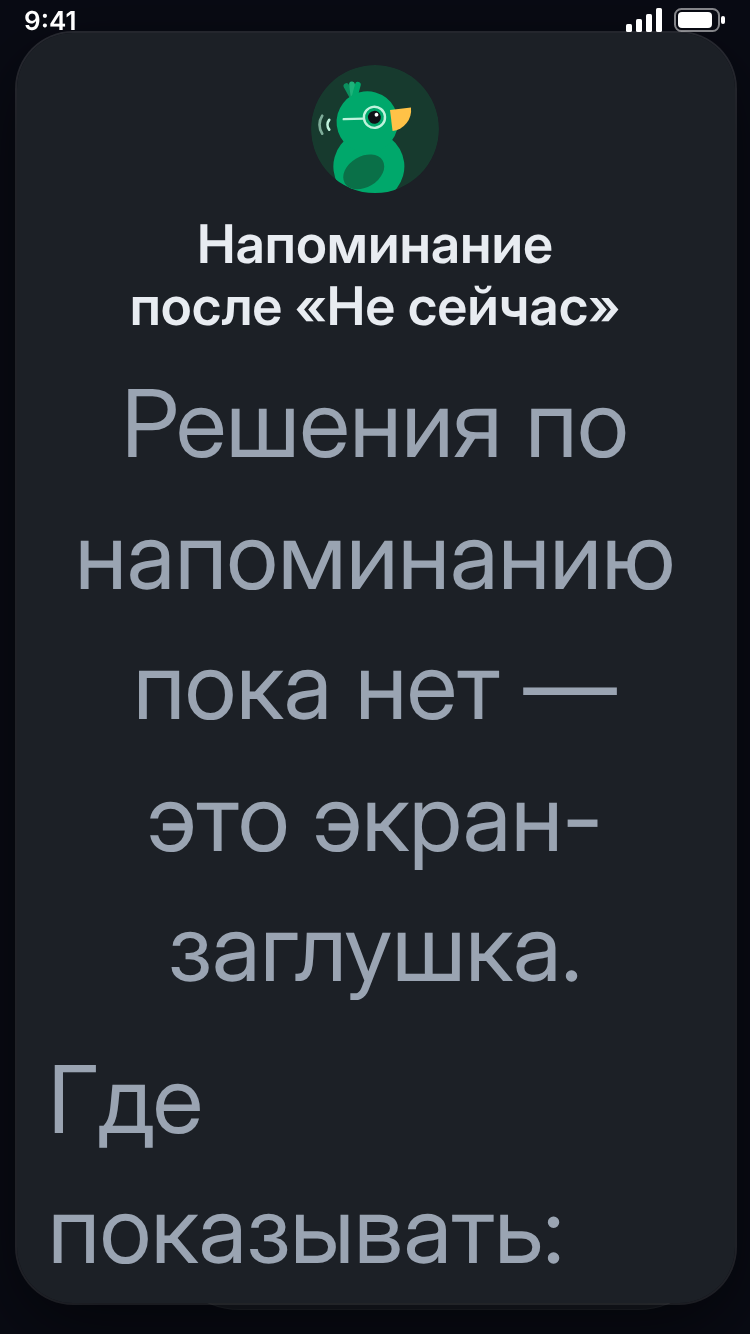 9:41
Напоминание
после «Не сейчас»
Решения по
напоминанию
пока нет —
это экран-
заглушка.
Где
показывать: